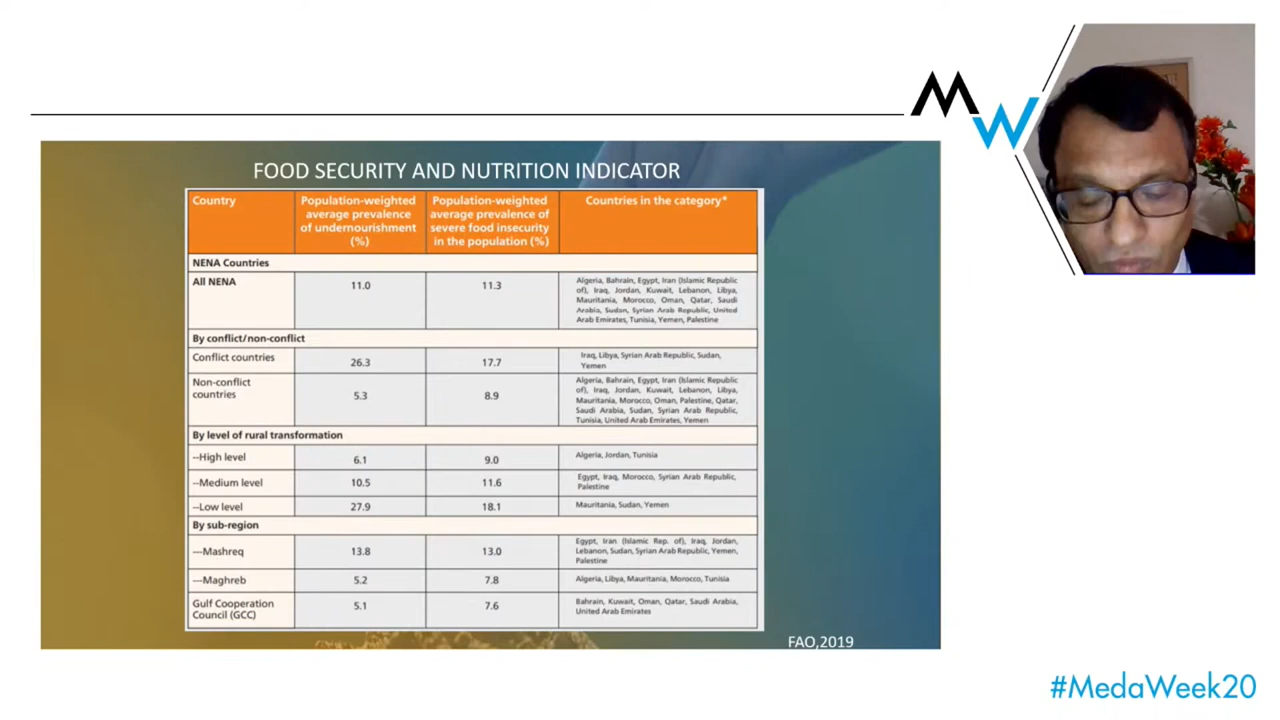 MW
FOOD SECURITY AND NUTRITION INDICATOR
Country
Population-weighted
average prevalence
of undernourishment
(%)
Population-weighted
average prevalence of
severe food insecurity
in the population (%)
Countries in the category*
NENA Countries
All NENA
11.0
11.3
Algeria, Bahrain, Egypt, Iran (Islamic Republic
of), Iraq, Jordan, Kuwait, Lebanon, Libya,
Mauritania, Morocco, Oman, Qatar, Saudi
Arabia, Sudan, Syrian Arab Republic, United
Arab Emirates, Tunisia, Yemen, Palestine
By conflict/non-conflict
Conflict countries
26.3
17.7
Iraq, Libya, Syrian Arab Republic, Sudan,
Yemen
Non-conflict
countries
5.3
8.9
Algeria, Bahrain, Egypt, Iran (Islamic Republic
of), Iraq, Jordan, Kuwait, Lebanon, Libya,
Mauritania, Morocco, Oman, Palestine, Qatar,
Saudi Arabia, Sudan, Syrian Arab Republic,
Tunisia, United Arab Emirates, Yemen
By level of rural transformation
--High level
6.1
9.0
Algeria, Jordan, Tunisia
--Medium level
10.5
11.6
Egypt, Iraq, Morocco, Syrian Arab Republic,
Palestine
--Low level
27.9
18.1
Mauritania, Sudan, Yemen
By sub-region
---Mashreq
13.8
13.0
Egypt, Iran (Islamic Rep. of), Iraq, Jordan,
Lebanon, Sudan, Syrian Arab Republic, Yemen,
Palestine
---Maghreb
5.2
7.8
Algeria, Libya, Mauritania, Morocco, Tunisia
Gulf Cooperation
Council (GCC)
5.1
7.6
Bahrain, Kuwait, Oman, Qatar, Saudi Arabia,
United Arab Emirates
FAO,2019
#MedaWeek20